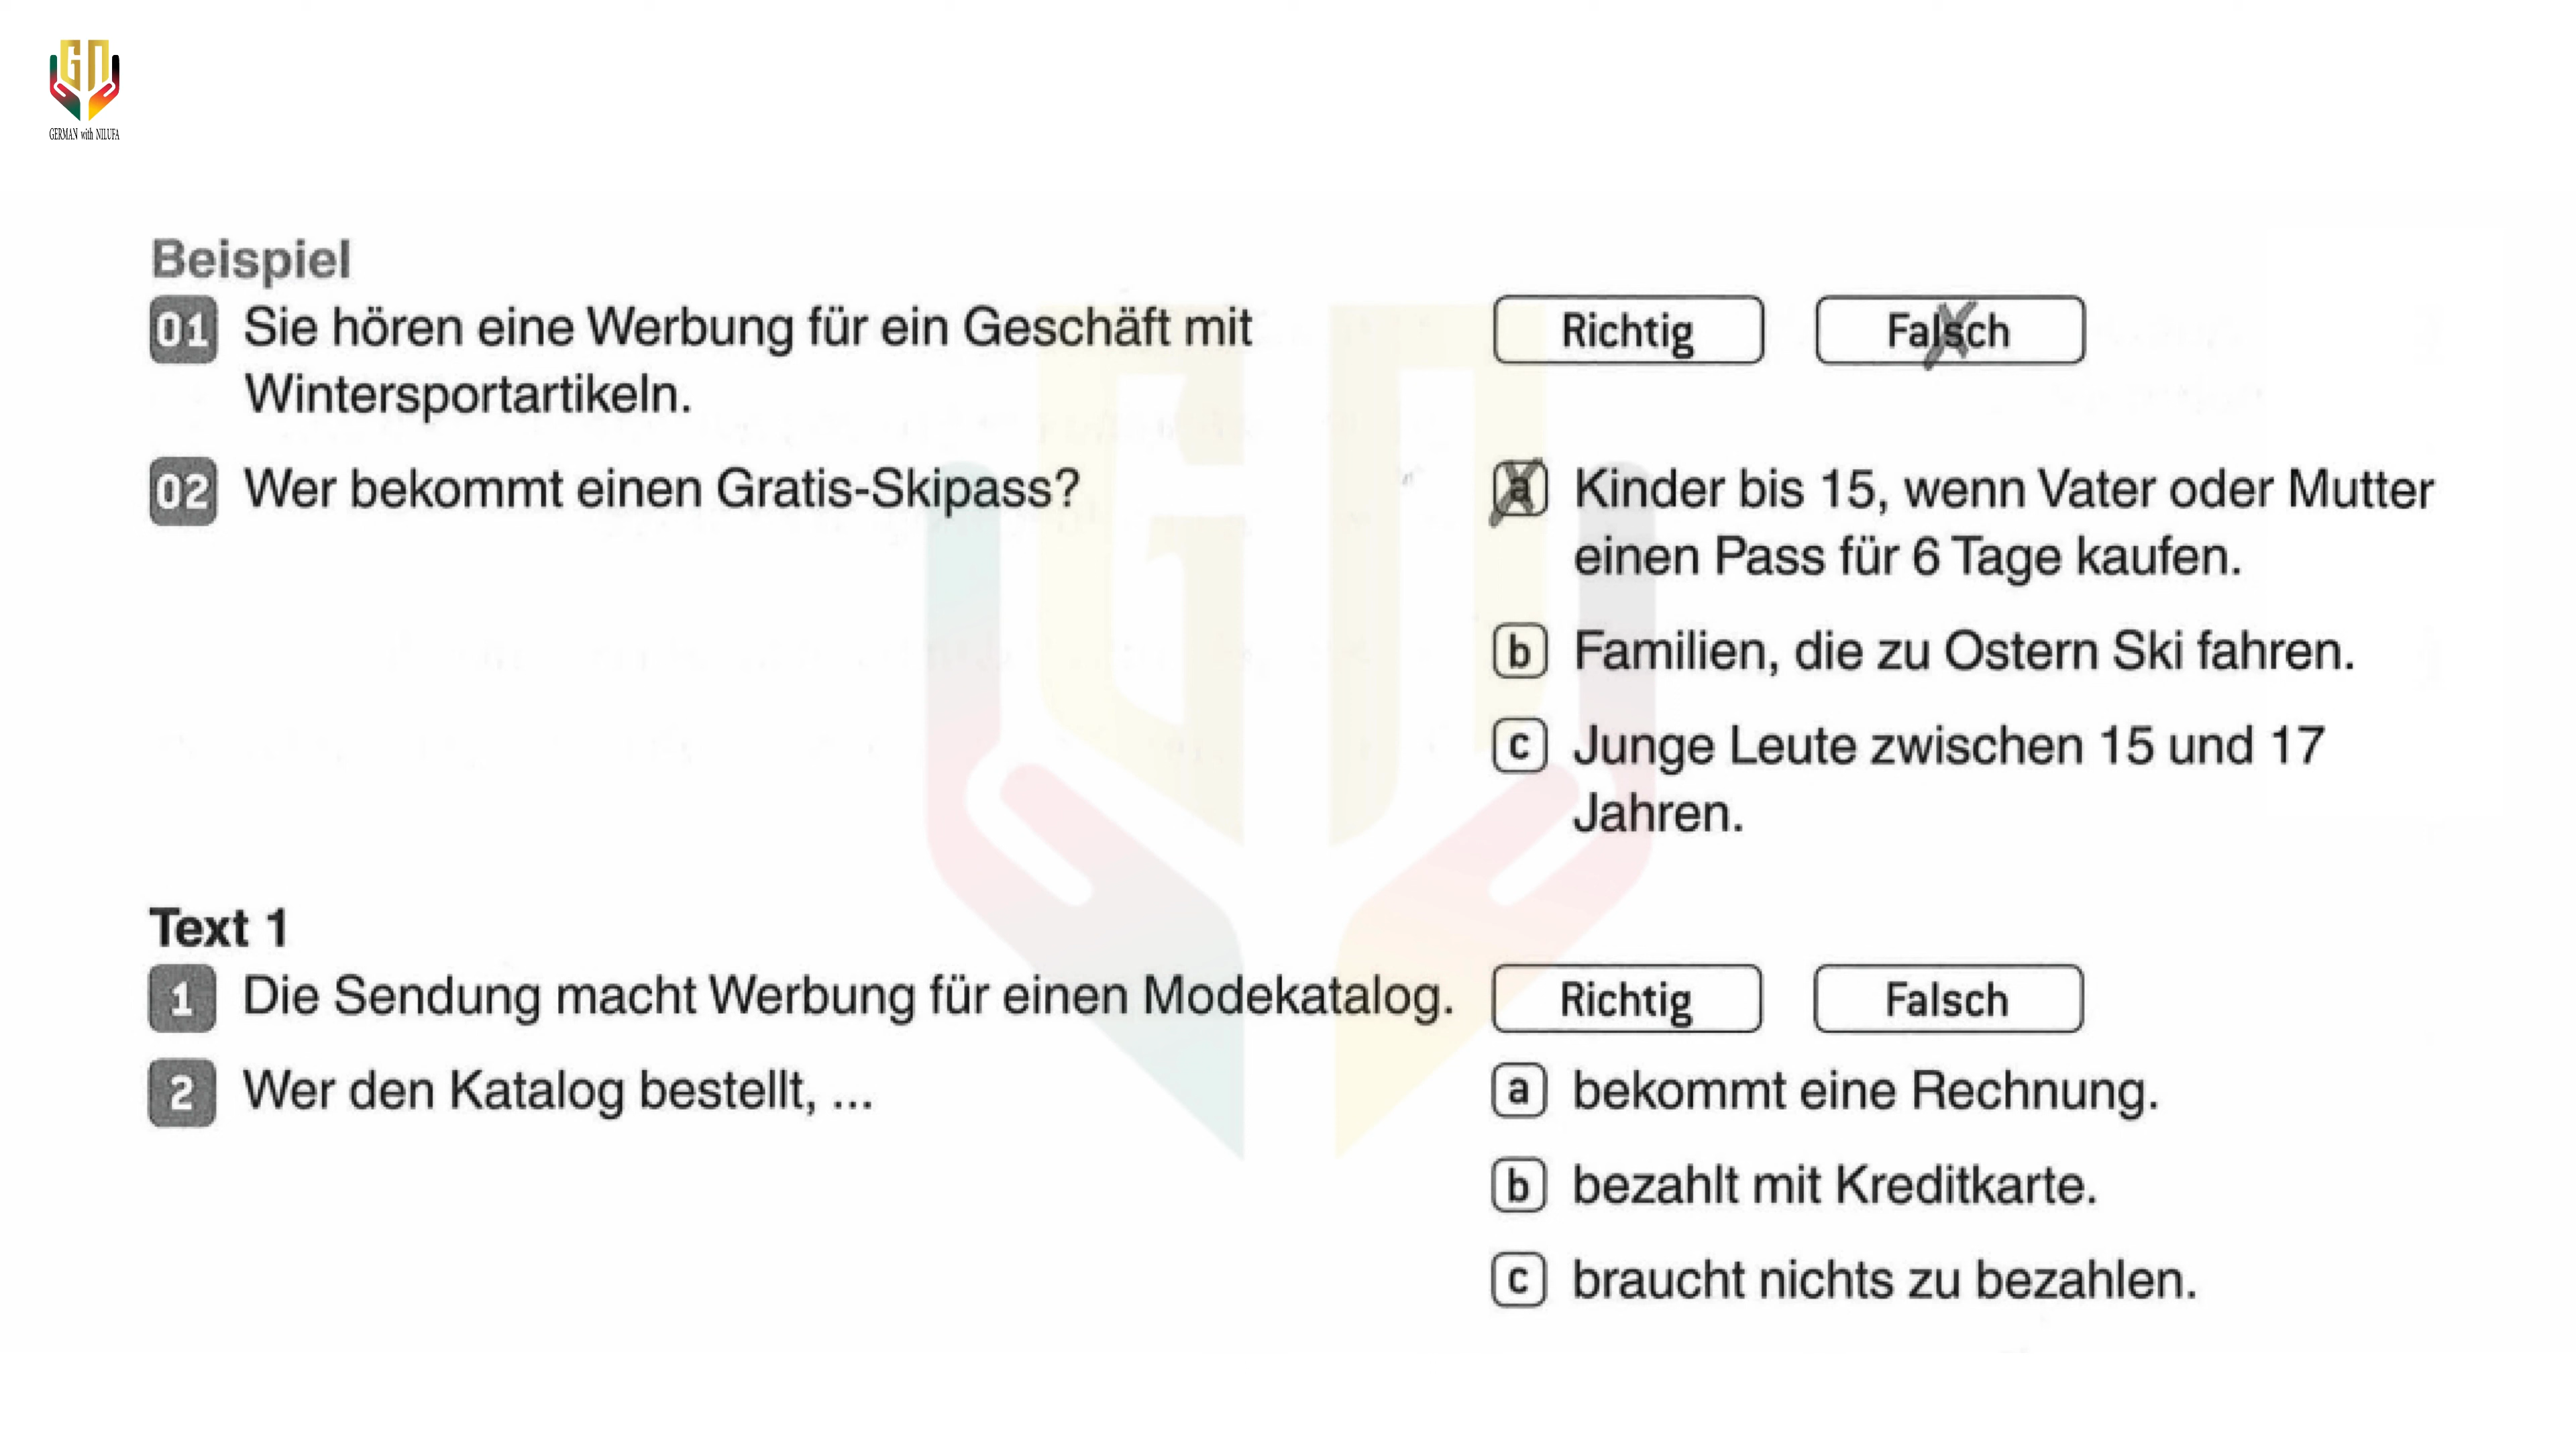 GERMAN with NILUFA
Beispiel
01 Sie hören eine Werbung für ein Geschäft mit
Wintersportartikeln.
Richtig Falsch
02 Wer bekommt einen Gratis-Skipass?
a Kinder bis 15, wenn Vater oder Mutter
einen Pass für 6 Tage kaufen.
b Familien, die zu Ostern Ski fahren.
c Junge Leute zwischen 15 und 17
Jahren.
Text 1
1 Die Sendung macht Werbung für einen Modekatalog. Richtig Falsch
2 Wer den Katalog bestellt, ...
a bekommt eine Rechnung.
b bezahlt mit Kreditkarte.
c braucht nichts zu bezahlen.